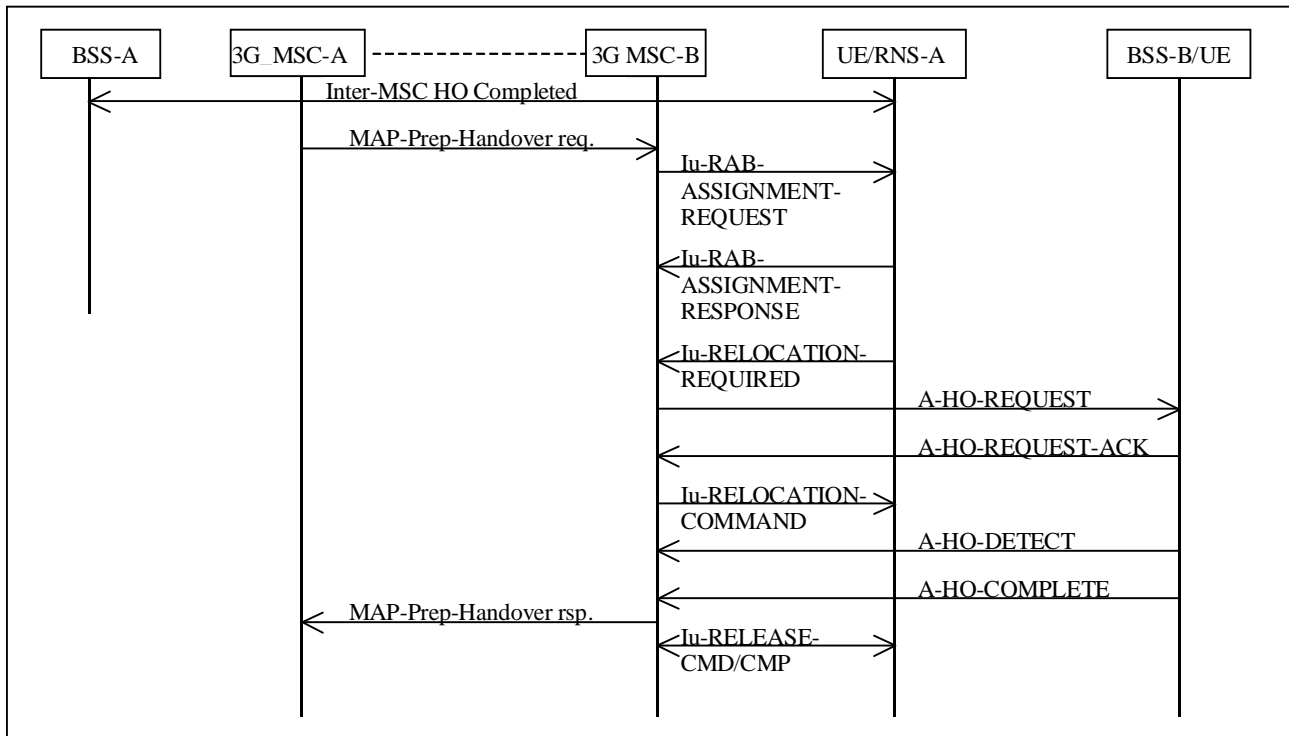 BSS-A
3G_MSC-A
3G MSC-B
UE/RNS-A
BSS-B/UE
Inter-MSC HO Completed
MAP-Prep-Handover req.
Iu-RAB-
ASSIGNMENT-
REQUEST
Iu-RAB-
ASSIGNMENT-
RESPONSE
Iu-RELOCATION-
REQUIRED
A-HO-REQUEST
A-HO-REQUEST-ACK
Iu-RELOCATION-
COMMAND
A-HO-DETECT
A-HO-COMPLETE
MAP-Prep-Handover rsp.
Iu-RELEASE-
CMD/CMP